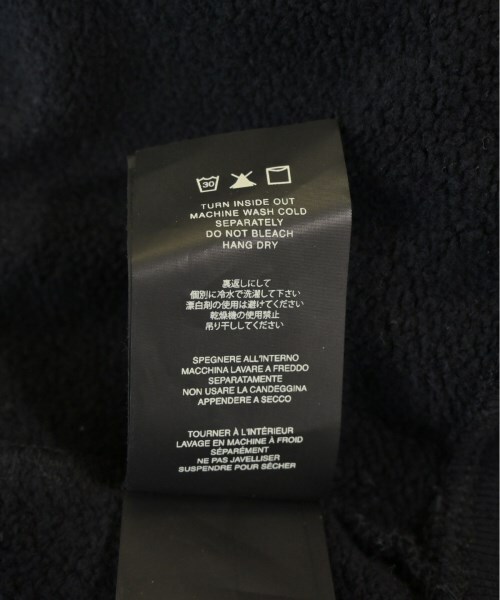 30
TURN INSIDE OUT
MACHINE WASH COLD
SEPARATELY
DO NOT BLEACH
HANG DRY
裏返しにして
個別に冷水で洗濯して下さい
漂白剤の使用は避けてください
乾燥機の使用禁止
吊り干ししてください
SPEGNERE ALL'INTERNO
MACCHINA LAVARE A FREDDO
SEPARATAMENTE
NON USARE LA CANDEGGINA
APPENDERE A SECCO
TOURNER À L'INTÉRIEUR
LAVAGE EN MACHINE À FROID
SÉPARÉMENT
NE PAS JAVELLISER
SUSPENDRE POUR SÉCHER